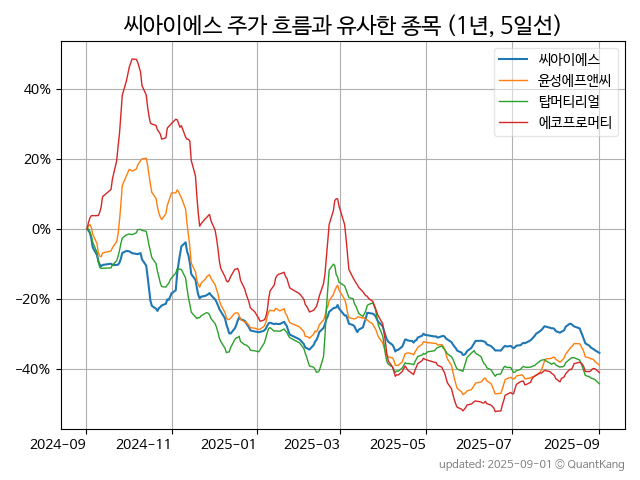 씨아이에스 주가 흐름과 유사한 종목 (1년, 5일선)
씨아이에스
윤성에프앤씨
탑머티리얼
에코프로머티
40%
20%
0%
−20%
−40%
2024-09 2024-11 2025-01 2025-03 2025-05 2025-07 2025-09
updated: 2025-09-01 © QuantKang